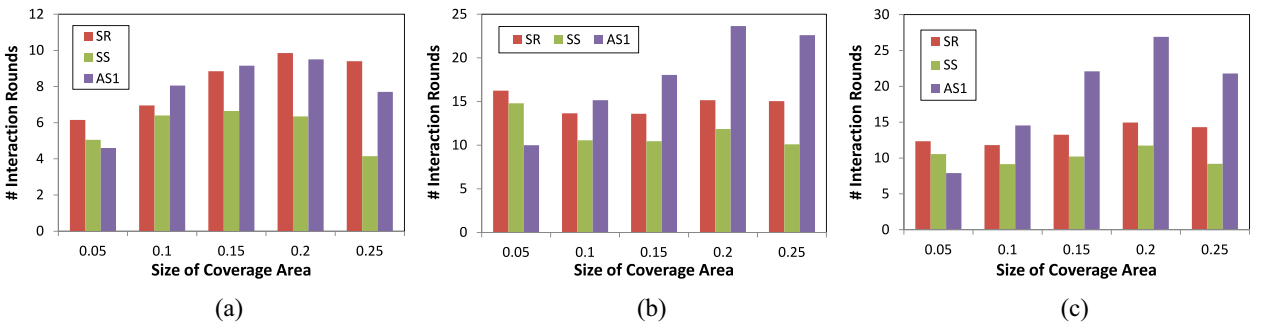 12
10
8
6
4
2
0
# Interaction Rounds
SR
SS
AS1
0.05 0.1 0.15 0.2 0.25
Size of Coverage Area
(a)
25
20
15
10
5
0
# Interaction Rounds
SR SS AS1
0.05 0.1 0.15 0.2 0.25
Size of Coverage Area
(b)
30
25
20
15
10
5
0
# Interaction Rounds
SR
SS
AS1
0.05 0.1 0.15 0.2 0.25
Size of Coverage Area
(c)